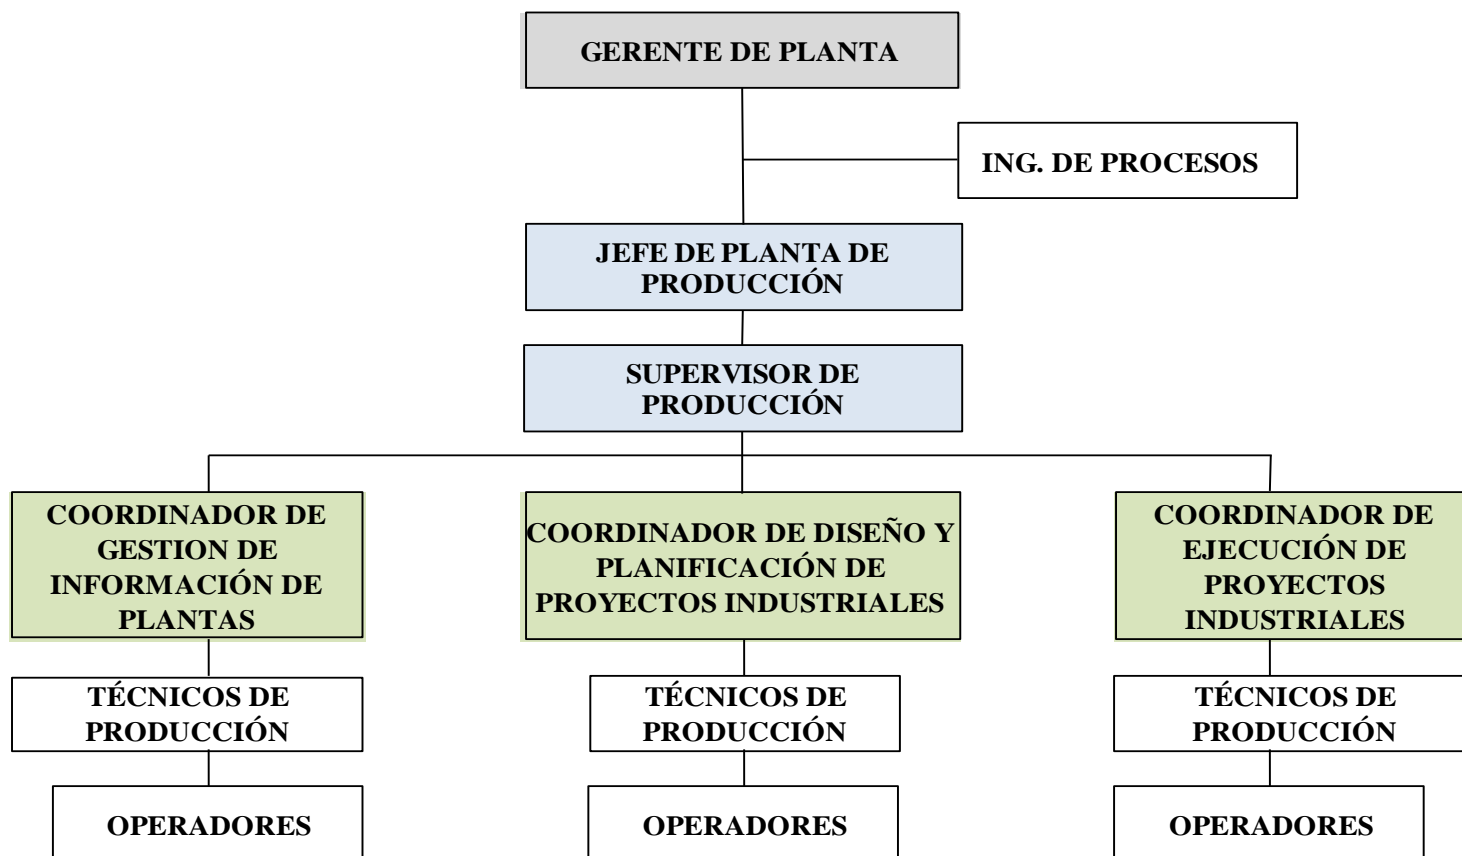 GERENTE DE PLANTA
ING. DE PROCESOS
JEFE DE PLANTA DE
PRODUCCIÓN
SUPERVISOR DE
PRODUCCIÓN
COORDINADOR DE
GESTION DE
INFORMACIÓN DE
PLANTAS
COORDINADOR DE DISEÑO Y
PLANIFICACIÓN DE
PROYECTOS INDUSTRIALES
COORDINADOR DE
EJECUCIÓN DE
PROYECTOS
INDUSTRIALES
TÉCNICOS DE
PRODUCCIÓN
TÉCNICOS DE
PRODUCCIÓN
TÉCNICOS DE
PRODUCCIÓN
OPERADORES
OPERADORES
OPERADORES